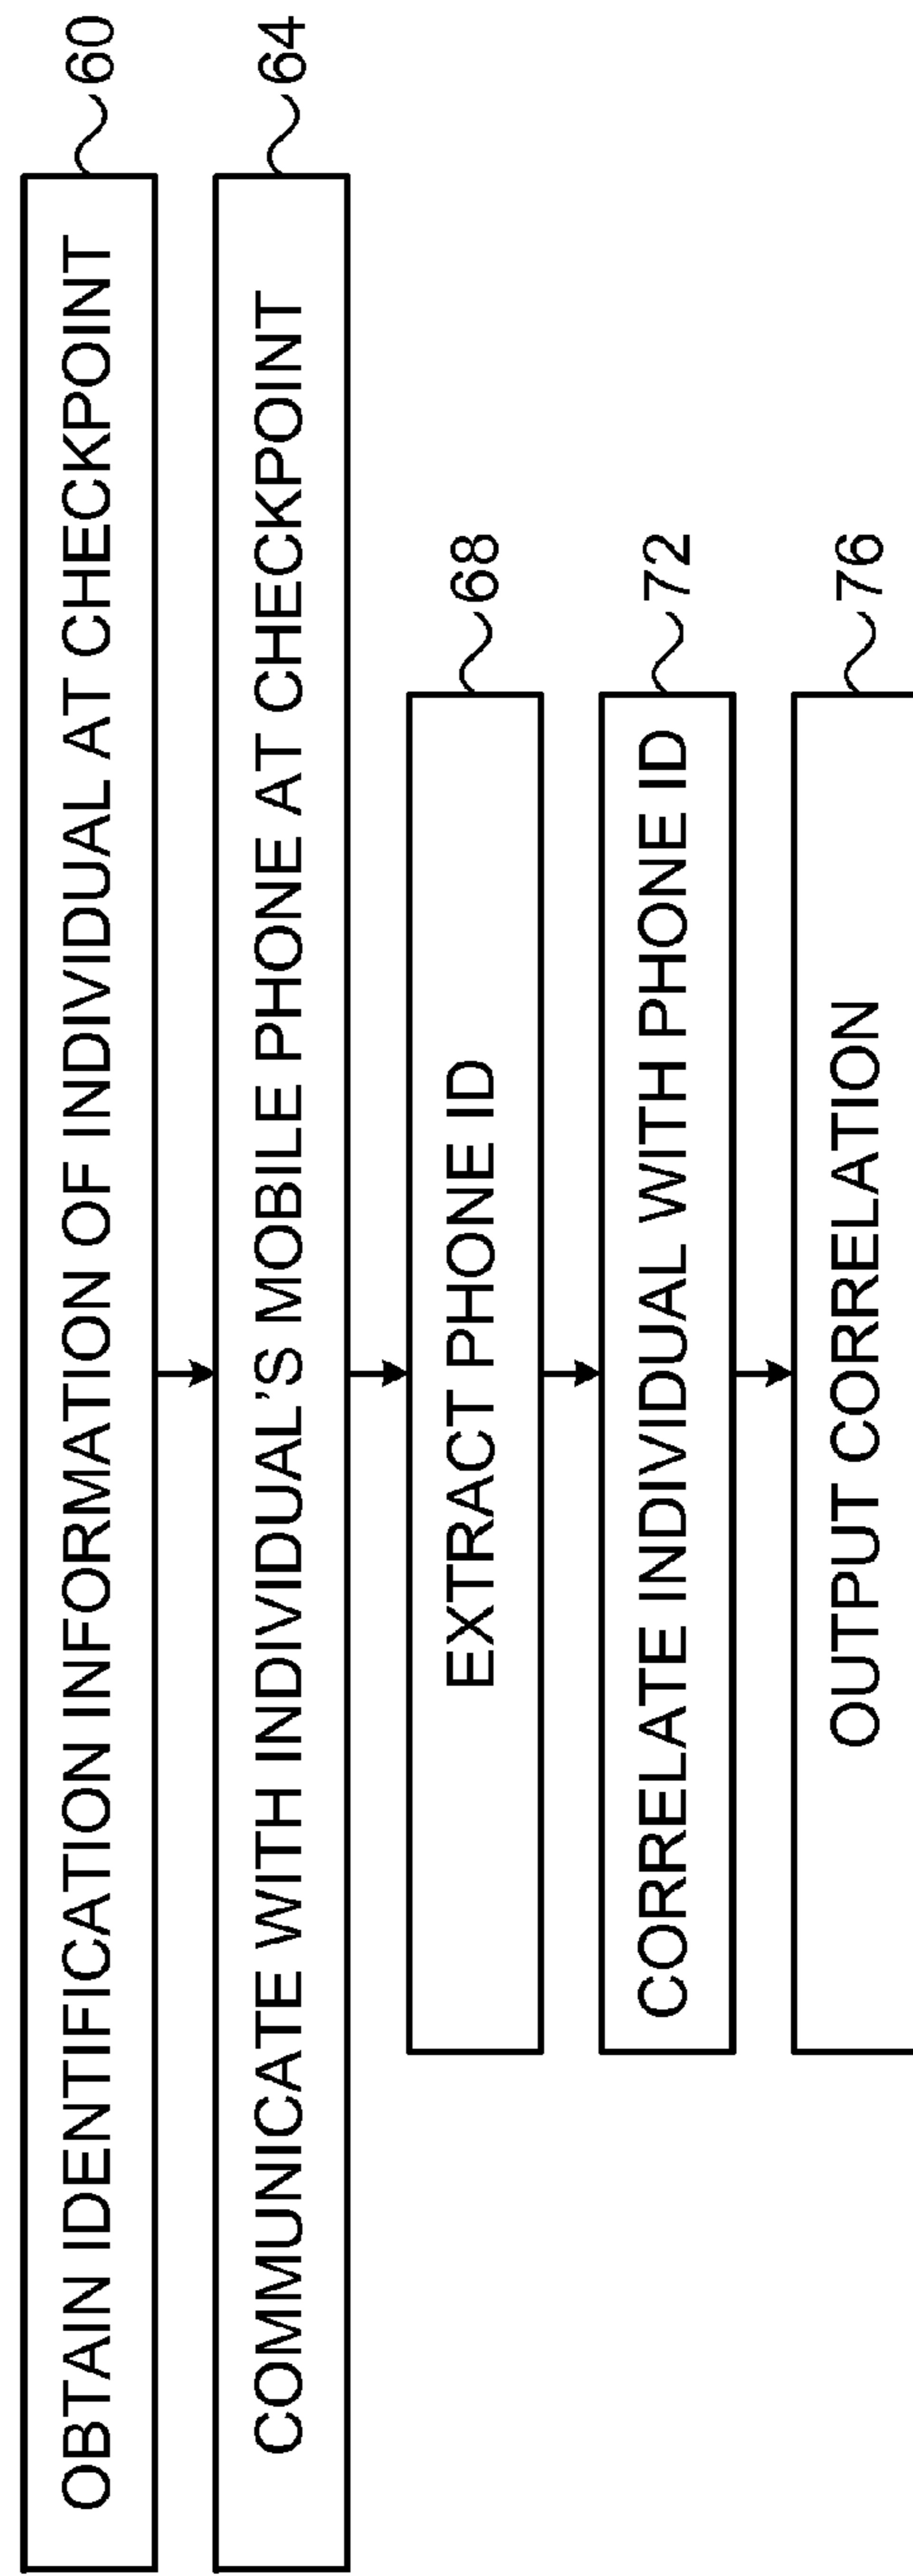 OBTAIN IDENTIFICATION INFORMATION OF INDIVIDUAL AT CHECKPOINT
60
COMMUNICATE WITH INDIVIDUAL'S MOBILE PHONE AT CHECKPOINT
64
EXTRACT PHONE ID
68
CORRELATE INDIVIDUAL WITH PHONE ID
72
OUTPUT CORRELATION
76